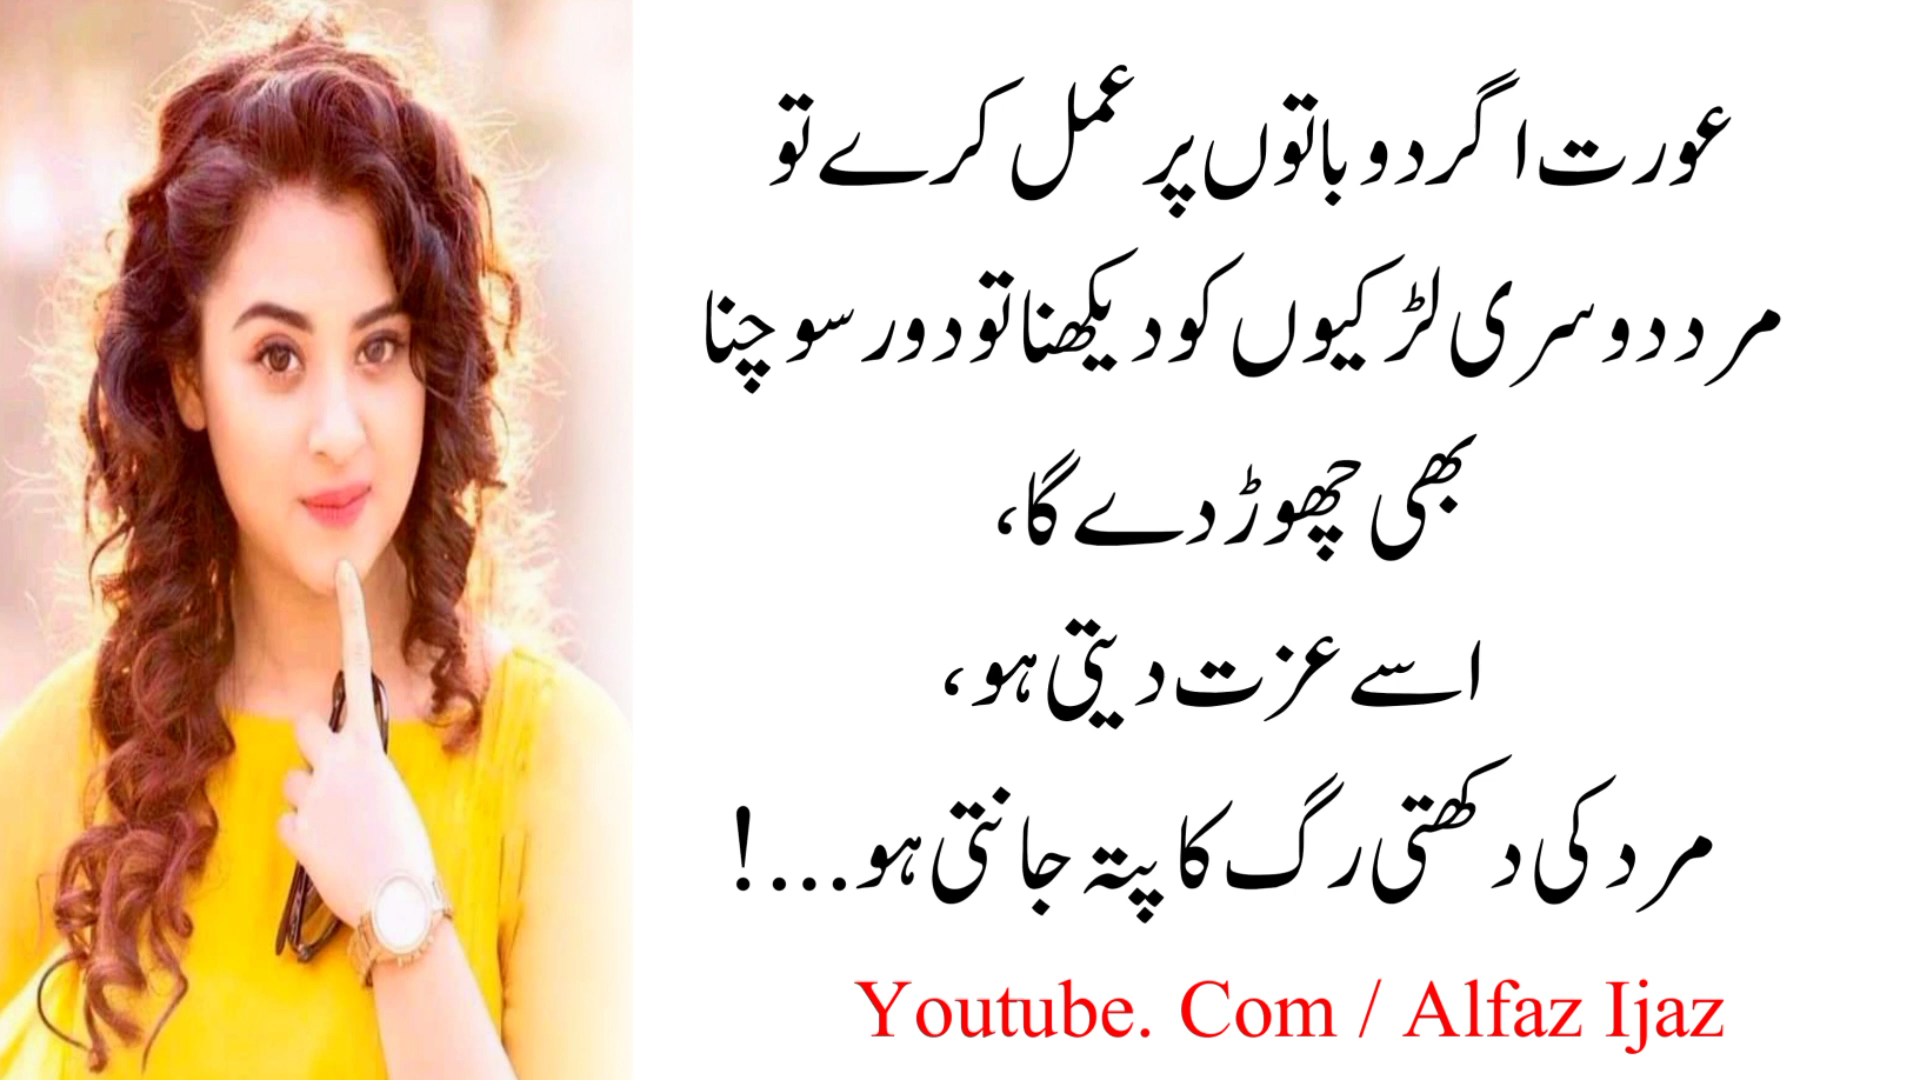 عورت اگر دو باتوں پر عمل کرے تو
مرد دوسری لڑکیوں کو دیکھنا تو دور سوچنا
بھی چھوڑ دے گا،
اسے عزت دیتی ہو،
مرد کی دکھتی رگ کا پتہ جانتی ہو...!
Youtube. Com / Alfaz Ijaz